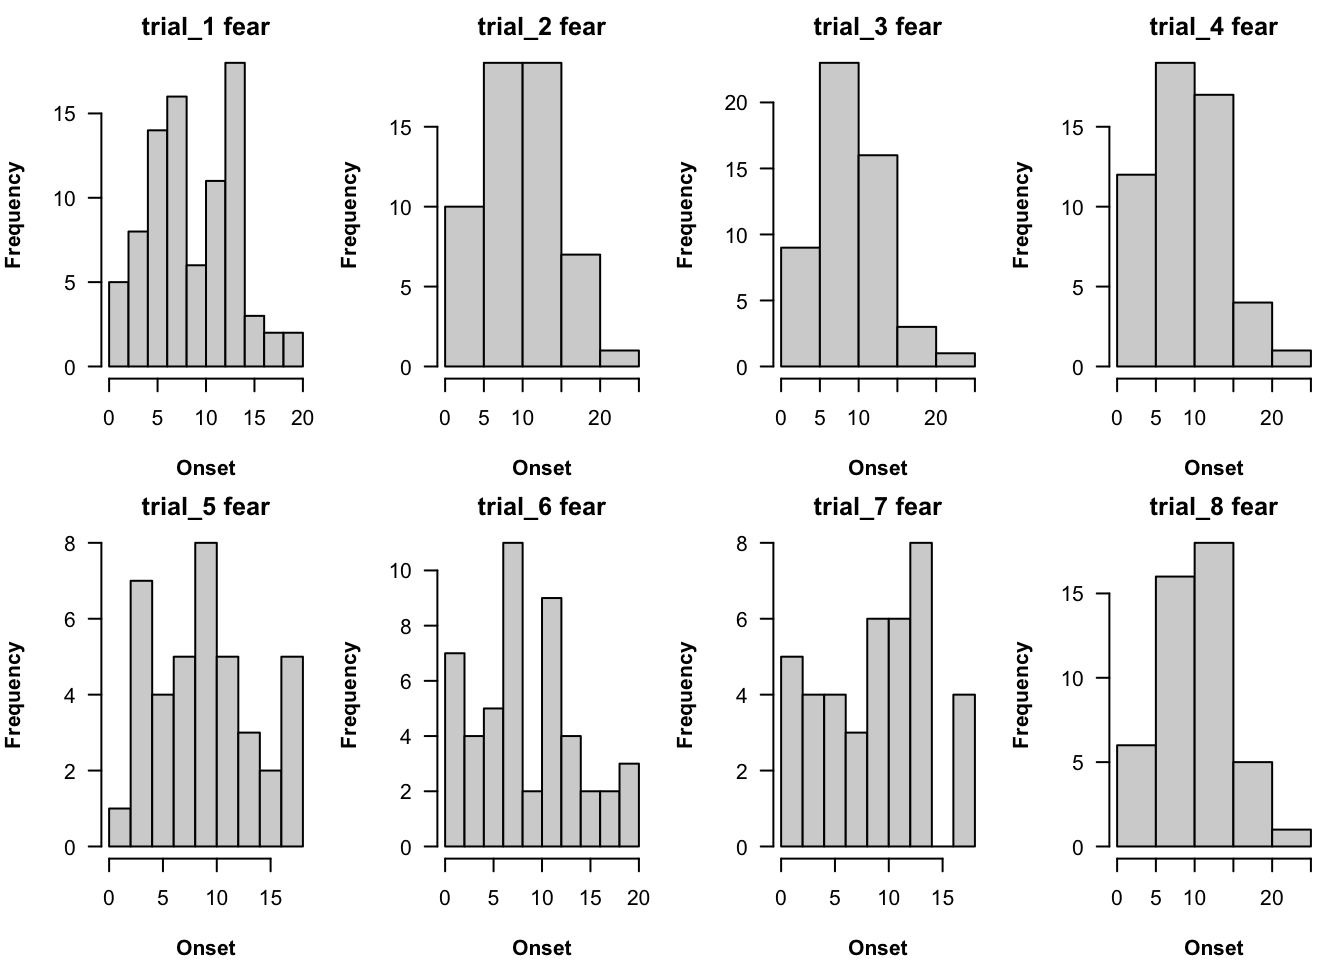 trial_1 fear
Frequency
15
10
5
0
0 5 10 15 20
Onset
trial_2 fear
Frequency
15
10
5
0
0 5 10 20
Onset
trial_3 fear
Frequency
20
15
10
5
0
0 5 10 20
Onset
trial_4 fear
Frequency
15
10
5
0
0 5 10 20
Onset
trial_5 fear
Frequency
8
6
4
2
0
0 5 10 15
Onset
trial_6 fear
Frequency
10
8
6
4
2
0
0 5 10 15 20
Onset
trial_7 fear
Frequency
8
6
4
2
0
0 5 10 15
Onset
trial_8 fear
Frequency
15
10
5
0
0 5 10 20
Onset